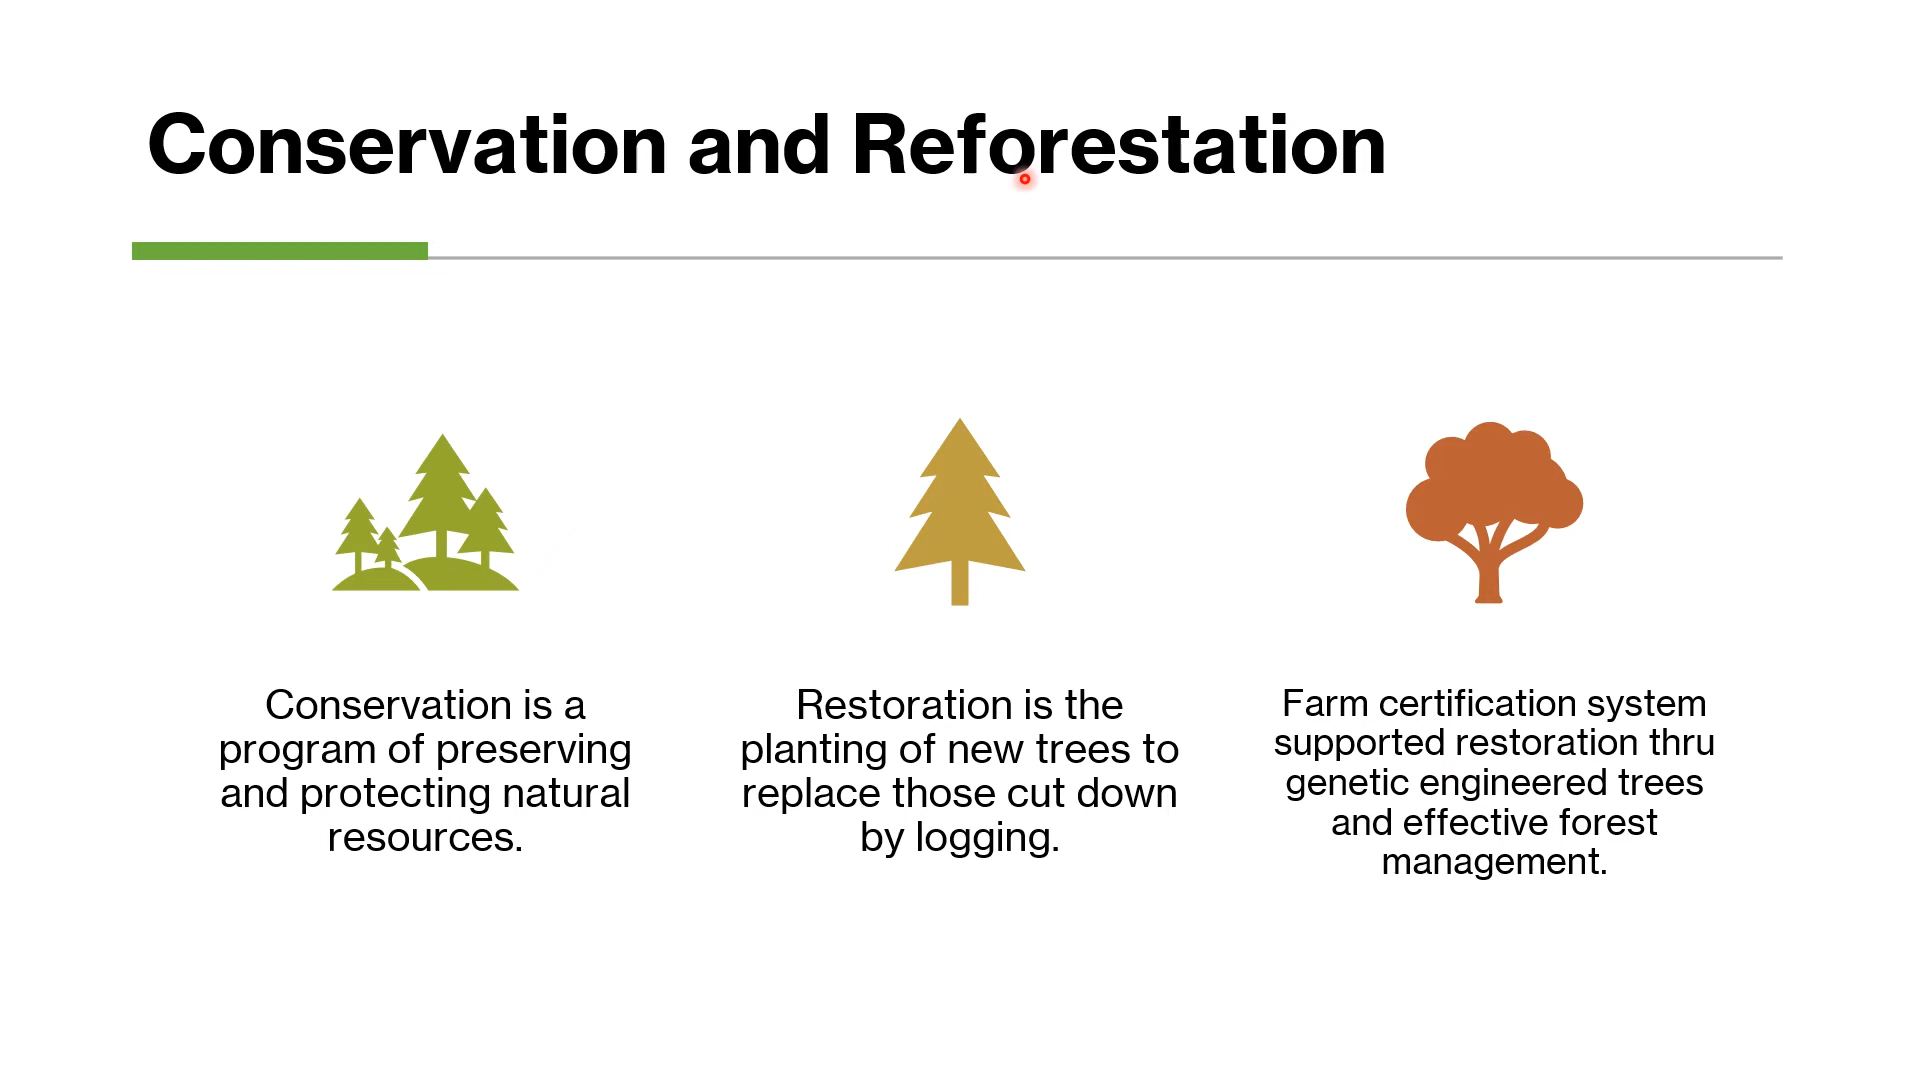 Conservation and Reforestation
Conservation is a
program of preserving
and protecting natural
resources.
Restoration is the
planting of new trees to
replace those cut down
by logging.
Farm certification system
supported restoration thru
genetic engineered trees
and effective forest
management.